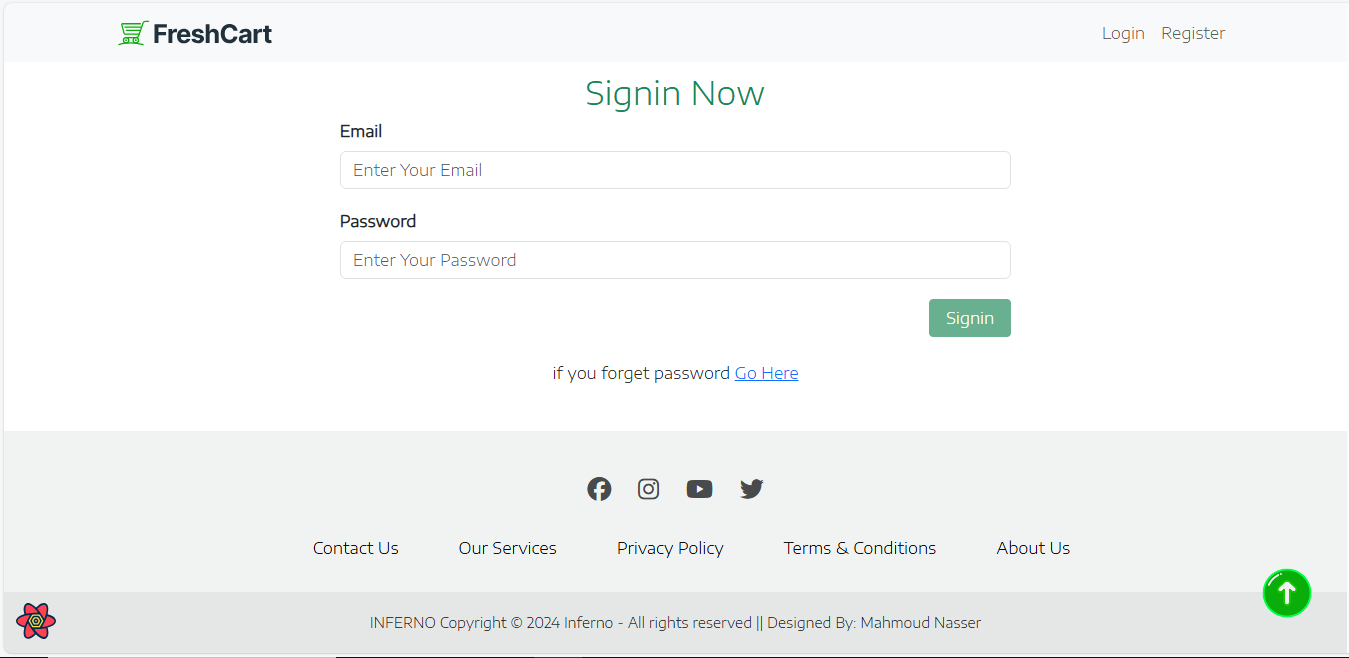 FreshCart
Login Register
Signin Now
Email
Enter Your Email
Password
Enter Your Password
Signin
if you forget password Go Here
Contact Us Our Services Privacy Policy Terms & Conditions About Us
INFERNO Copyright © 2024 Inferno - All rights reserved || Designed By: Mahmoud Nasser